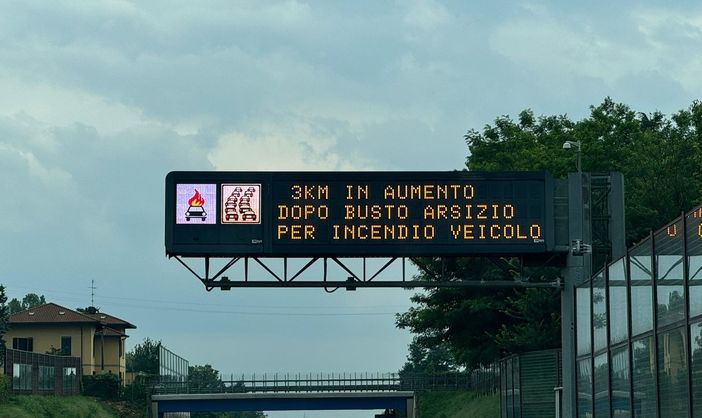 3KM IN AUMENTO
DOPO BUSTO ARSIZIO
PER INCENDIO VEICOLO